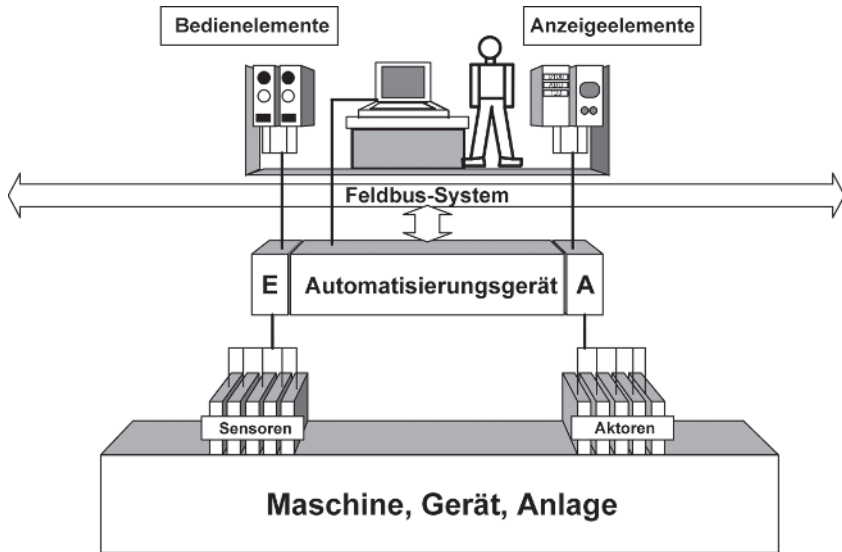 Bedienelemente
Anzeigeelemente
Feldbus-System
E
Automatisierungsgerät
A
Sensoren
Aktoren
Maschine, Gerät, Anlage